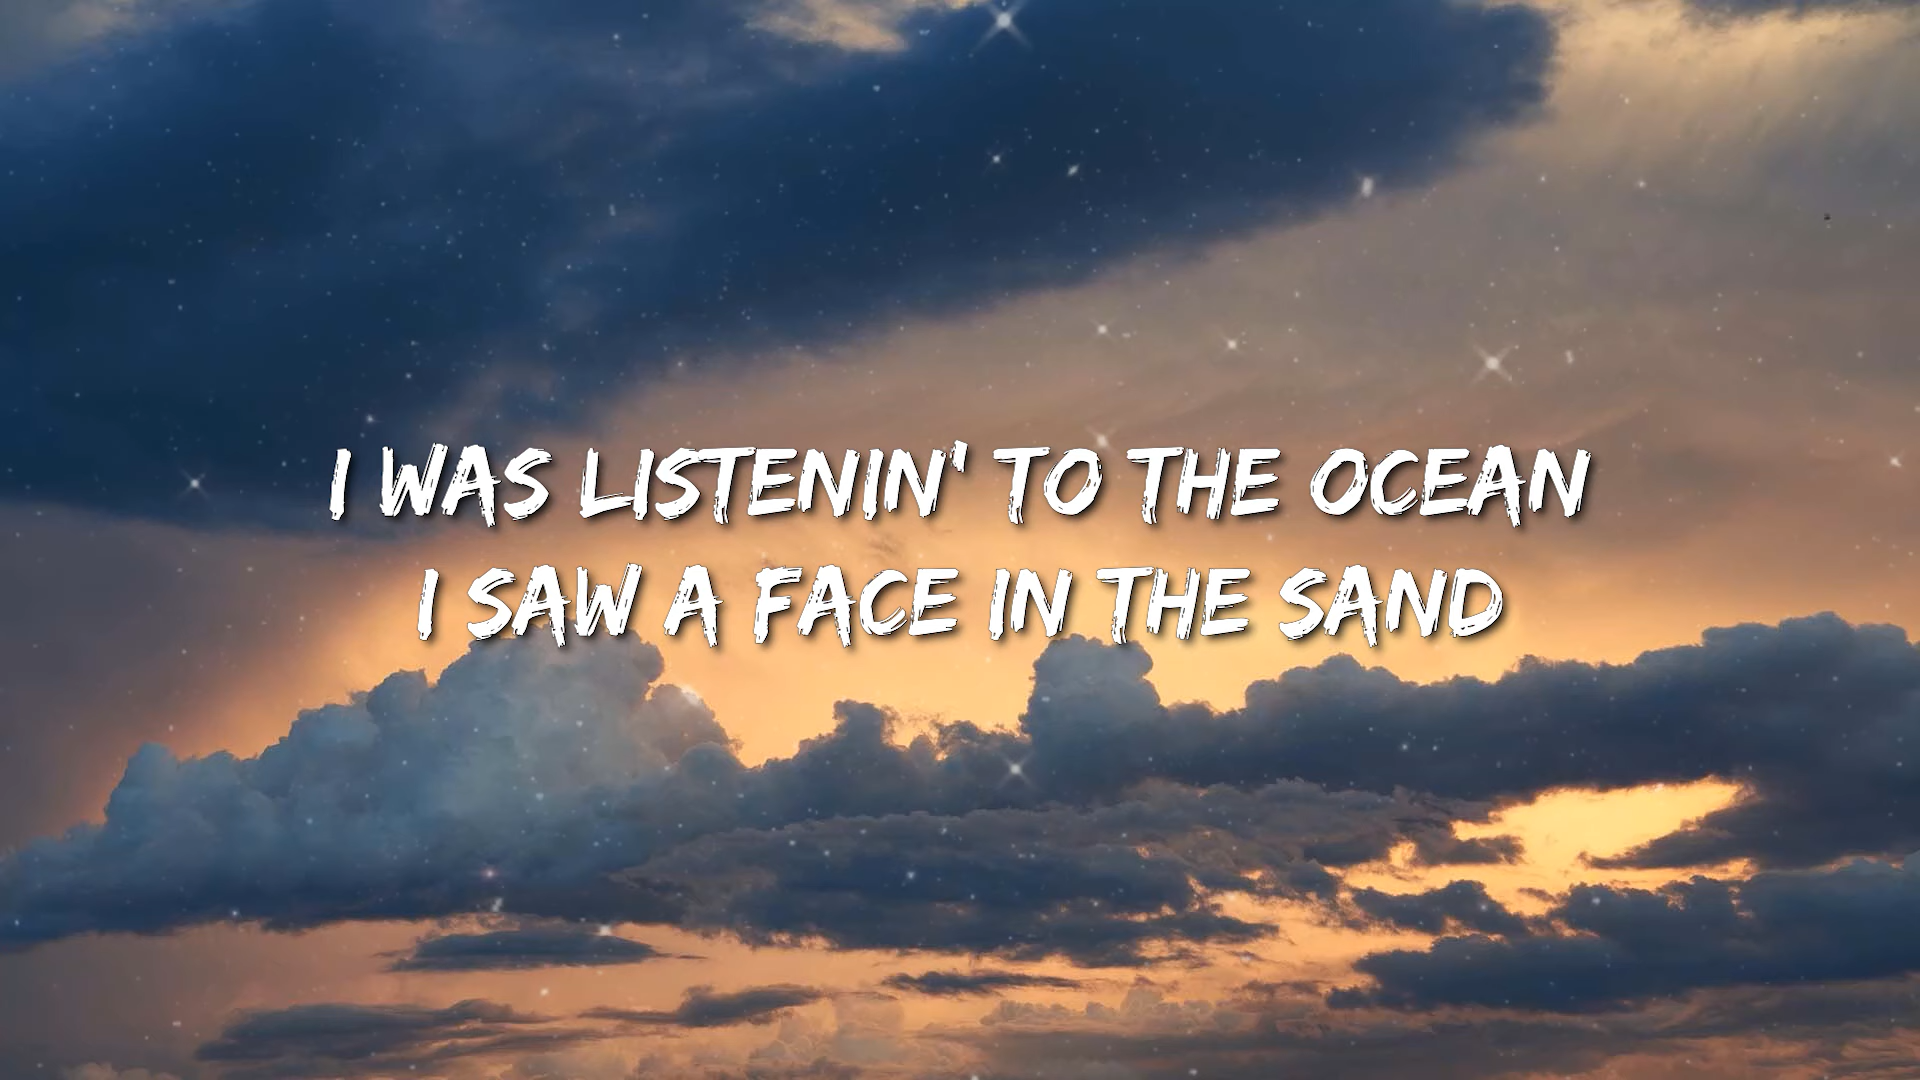 I WAS LISTENIN' TO THE OCEAN
I SAW A FACE IN THE SAND